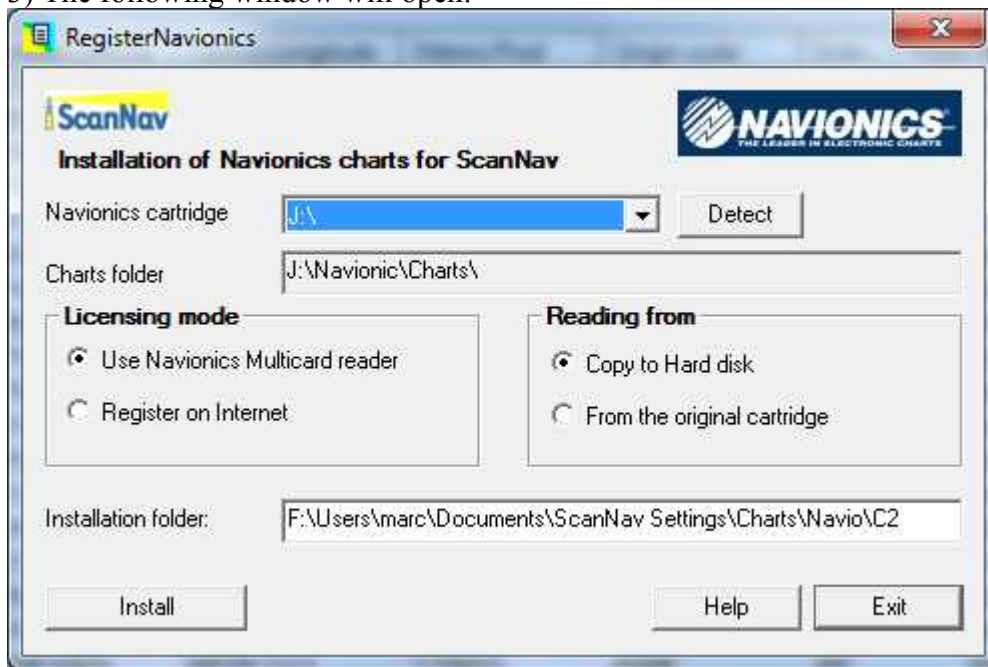 3) The following window will open:
RegisterNavionics
ScanNav
NAVIONICS
THE LEADER IN ELECTRONIC CHARTS
Installation of Navionics charts for ScanNav
Navionics cartridge J:\ Detect
Charts folder J:\Navionic\Charts\
Licensing mode Reading from
Use Navionics Multicard reader Copy to Hard disk
Register on Internet From the original cartridge
Installation folder: F:\Users\marc\Documents\ScanNav Settings\Charts\Navio\C2
Install Help Exit